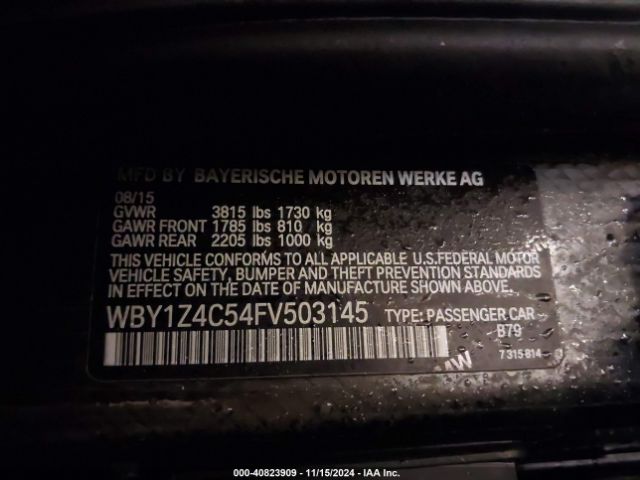 MFD BY BAYERISCHE MOTOREN WERKE AG
08/15
GVWR 3815 lbs 1730 kg
GAWR FRONT 1785 lbs 810 kg
GAWR REAR 2205 lbs 1000 kg
THIS VEHICLE CONFORMS TO ALL APPLICABLE U.S.FEDERAL MOTOR
VEHICLE SAFETY, BUMPER AND THEFT PREVENTION STANDARDS
IN EFFECT ON THE DATE OF MANUFACTURE SHOWN ABOVE.
WBY1Z4C54FV503145 TYPE: PASSENGER CAR
B79
7 315 814
000-40823909 - 11/15/2024 - IAA Inc.